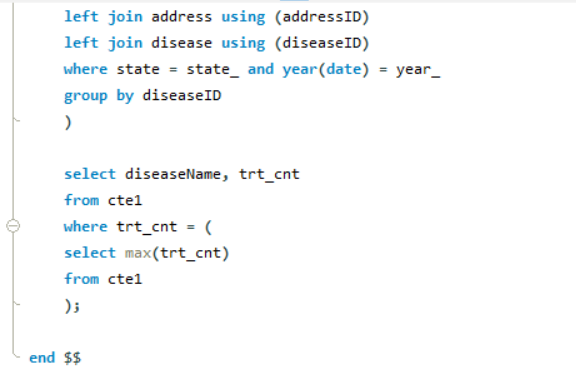 left join address using (addressID)
left join disease using (diseaseID)
where state = state_ and year(date) = year_
group by diseaseID
)
select diseaseName, trt_cnt
from cte1
where trt_cnt = (
select max(trt_cnt)
from cte1
);
end $$